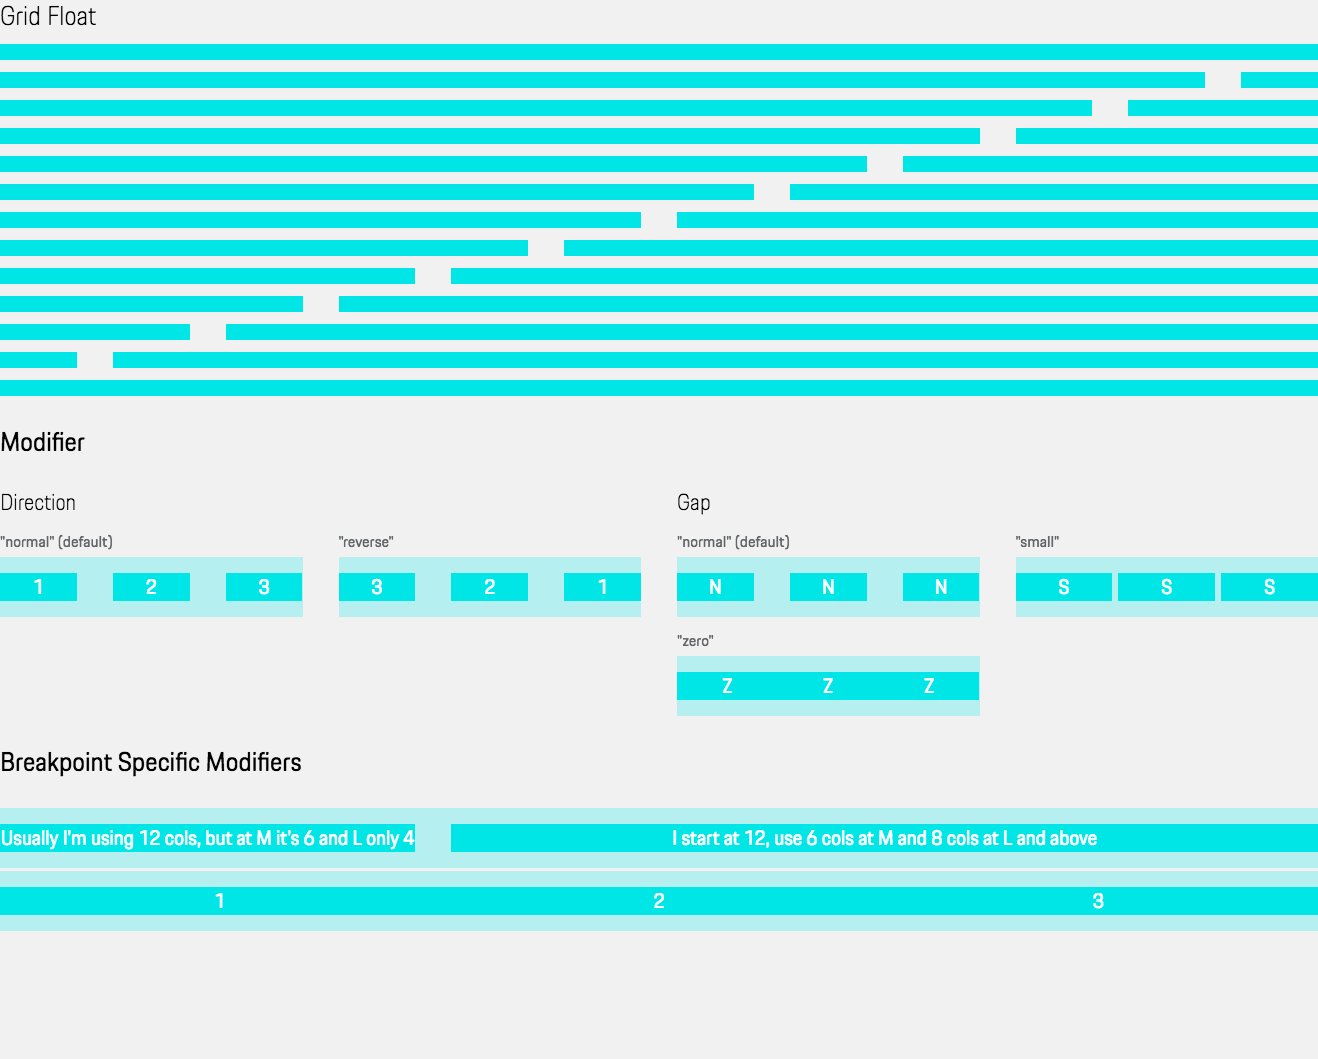 Grid Float
Modifier
Direction
Gap
"normal" (default)
"reverse"
"normal" (default)
"small"
1 2 3
3 2 1
N N N
S S S
"zero"
Z Z Z
Breakpoint Specific Modifiers
Usually I'm using 12 cols, but at M it's 6 and L only 4
I start at 12, use 6 cols at M and 8 cols at L and above
1 2 3